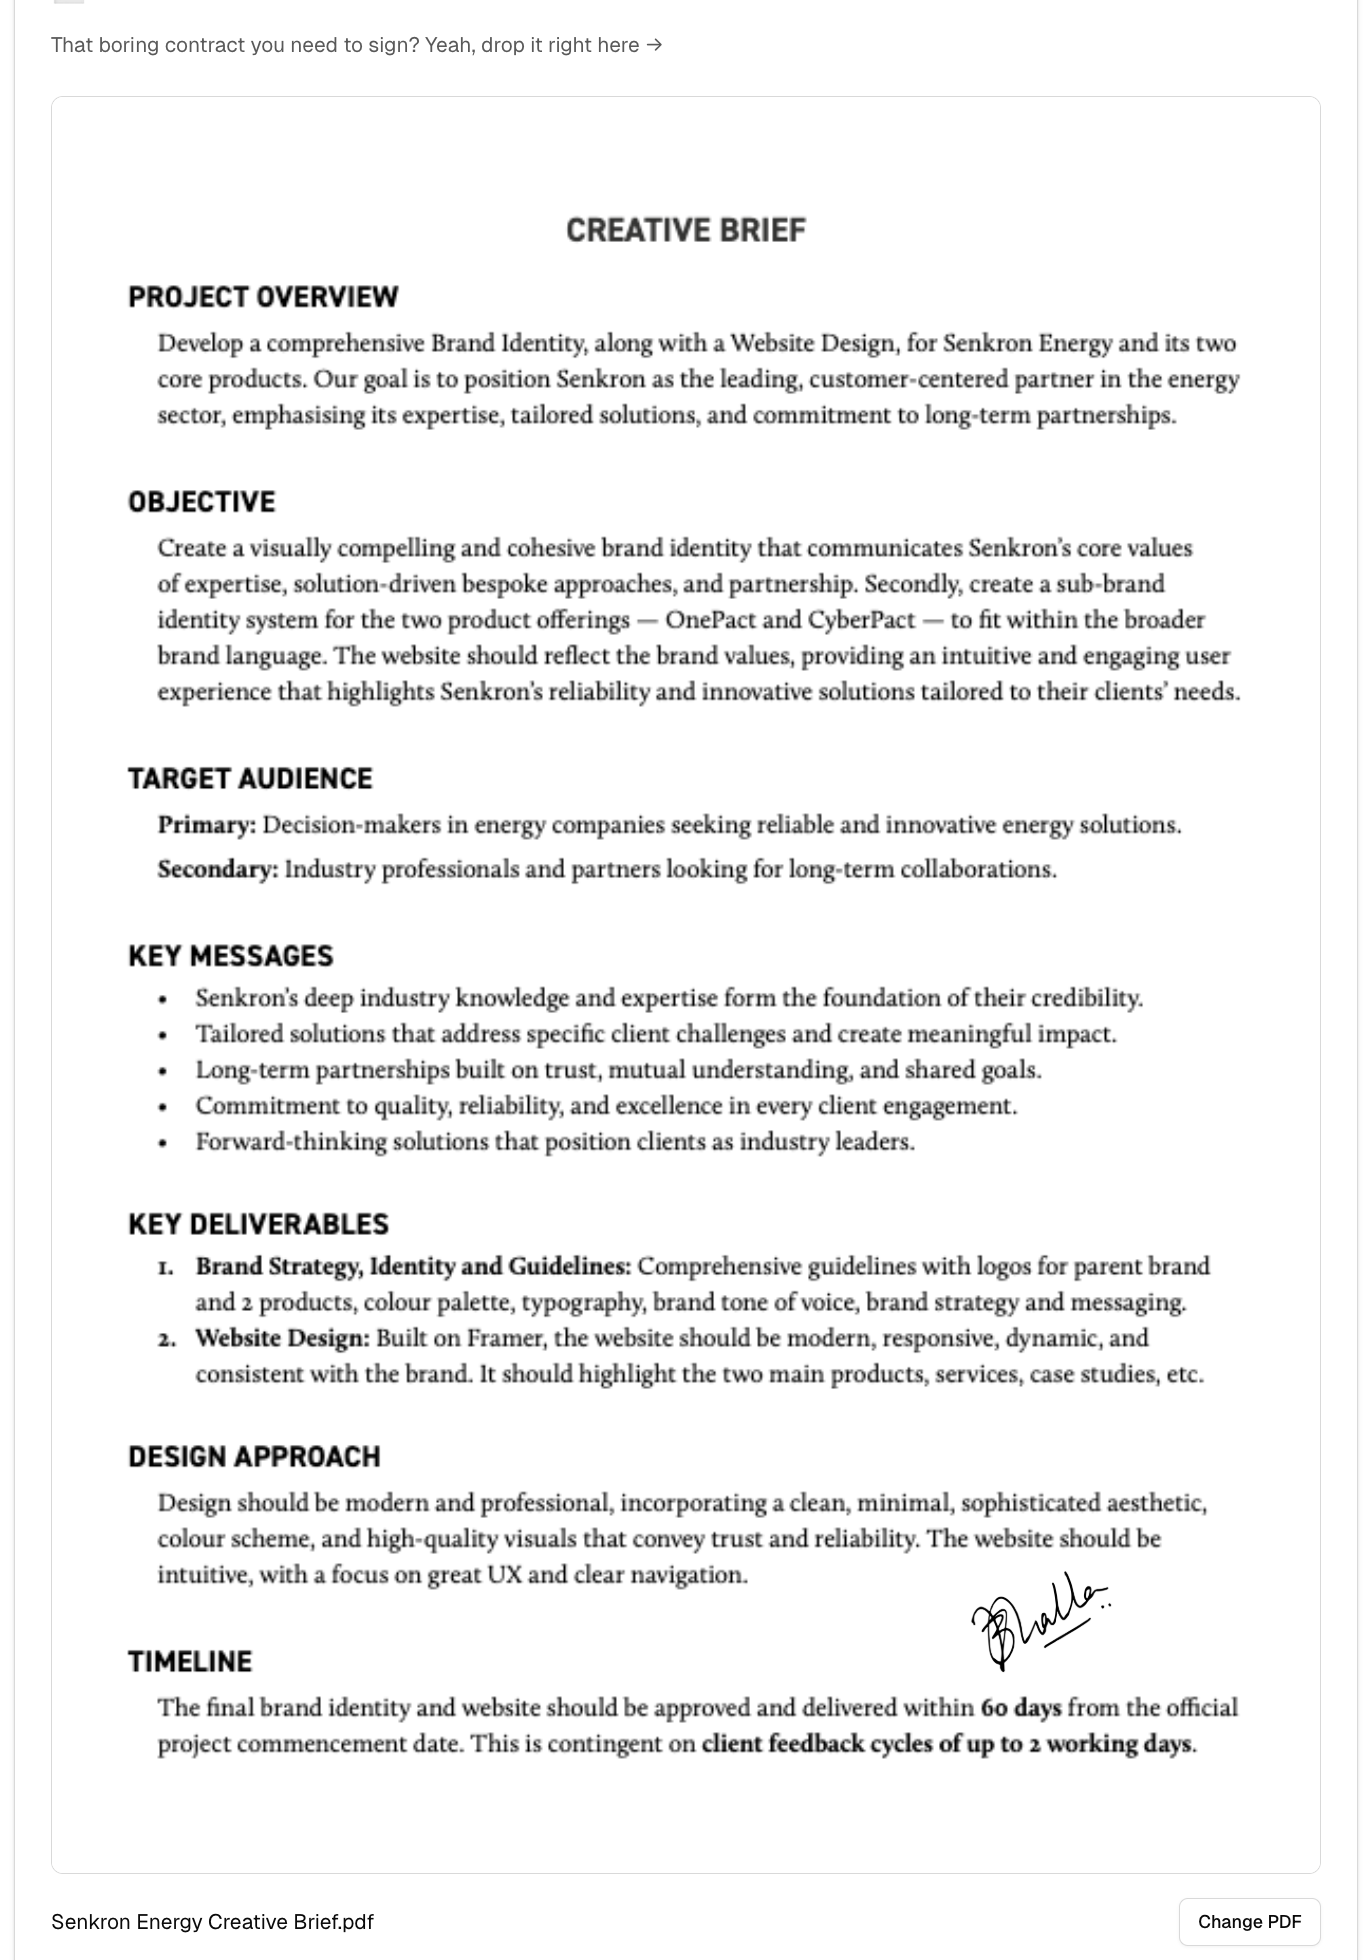 That boring contract you need to sign? Yeah, drop it right here →
CREATIVE BRIEF
PROJECT OVERVIEW
Develop a comprehensive Brand Identity, along with a Website Design, for Senkron Energy and its two
core products. Our goal is to position Senkron as the leading, customer-centered partner in the energy
sector, emphasising its expertise, tailored solutions, and commitment to long-term partnerships.
OBJECTIVE
Create a visually compelling and cohesive brand identity that communicates Senkron’s core values
of expertise, solution-driven bespoke approaches, and partnership. Secondly, create a sub-brand
identity system for the two product offerings — OnePact and CyberPact — to fit within the broader
brand language. The website should reflect the brand values, providing an intuitive and engaging user
experience that highlights Senkron’s reliability and innovative solutions tailored to their clients’ needs.
TARGET AUDIENCE
Primary: Decision-makers in energy companies seeking reliable and innovative energy solutions.
Secondary: Industry professionals and partners looking for long-term collaborations.
KEY MESSAGES
• Senkron’s deep industry knowledge and expertise form the foundation of their credibility.
• Tailored solutions that address specific client challenges and create meaningful impact.
• Long-term partnerships built on trust, mutual understanding, and shared goals.
• Commitment to quality, reliability, and excellence in every client engagement.
• Forward-thinking solutions that position clients as industry leaders.
KEY DELIVERABLES
1. Brand Strategy, Identity and Guidelines: Comprehensive guidelines with logos for parent brand
and 2 products, colour palette, typography, brand tone of voice, brand strategy and messaging.
2. Website Design: Built on Framer, the website should be modern, responsive, dynamic, and
consistent with the brand. It should highlight the two main products, services, case studies, etc.
DESIGN APPROACH
Design should be modern and professional, incorporating a clean, minimal, sophisticated aesthetic,
colour scheme, and high-quality visuals that convey trust and reliability. The website should be
intuitive, with a focus on great UX and clear navigation.
TIMELINE
The final brand identity and website should be approved and delivered within 60 days from the official
project commencement date. This is contingent on client feedback cycles of up to 2 working days.
Senkron Energy Creative Brief.pdf
Change PDF